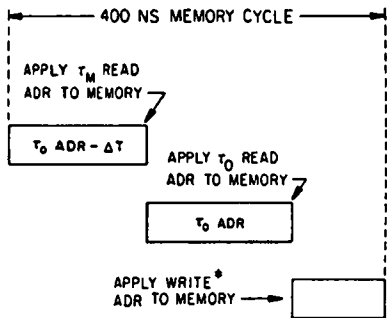 400 NS MEMORY CYCLE
APPLY τM READ
ADR TO MEMORY
τ0 ADR - ΔT
APPLY τ0 READ
ADR TO MEMORY
τ0 ADR
APPLY WRITE*
ADR TO MEMORY